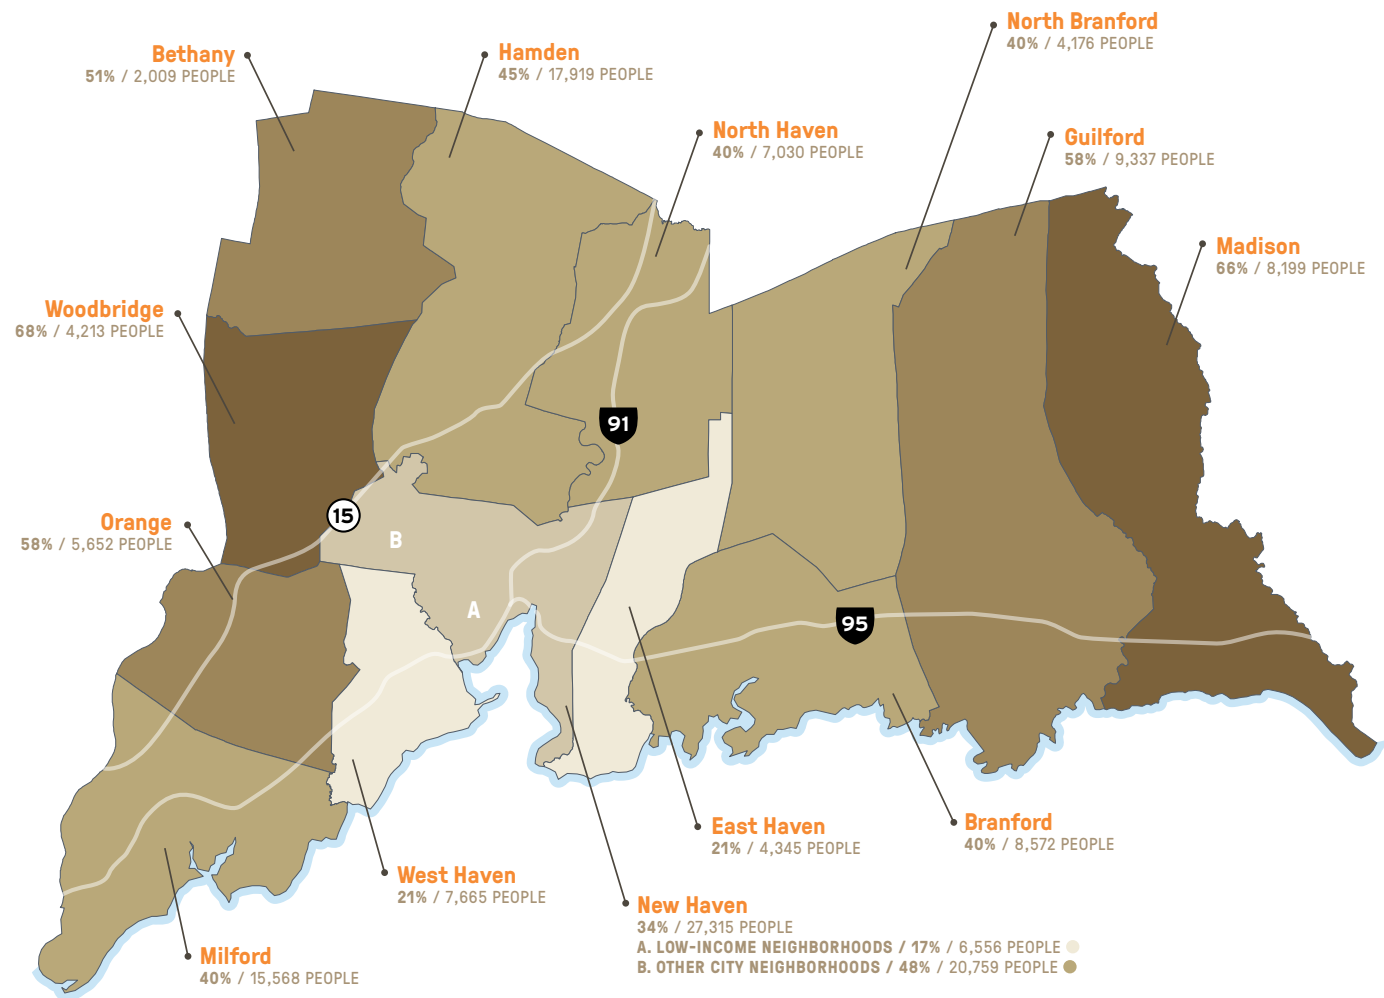 North Branford
40% / 4,176 PEOPLE
Bethany
51% / 2,009 PEOPLE
Hamden
45% / 17,919 PEOPLE
North Haven
40% / 7,030 PEOPLE
Guilford
58% / 9,337 PEOPLE
Madison
66% / 8,199 PEOPLE
Woodbridge
68% / 4,213 PEOPLE
91
15
Orange
58% / 5,652 PEOPLE
B
A
95
Branford
40% / 8,572 PEOPLE
East Haven
21% / 4,345 PEOPLE
West Haven
21% / 7,665 PEOPLE
New Haven
34% / 27,315 PEOPLE
A. LOW-INCOME NEIGHBORHOODS / 17% / 6,556 PEOPLE
B. OTHER CITY NEIGHBORHOODS / 48% / 20,759 PEOPLE
Milford
40% / 15,568 PEOPLE